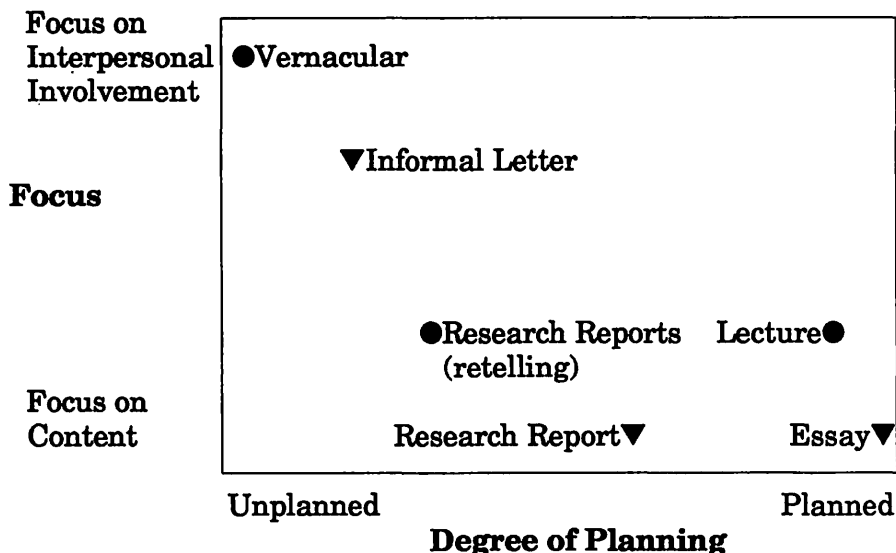 Focus on
Interpersonal
Involvement
Vernacular
Informal Letter
Focus
Research Reports
(retelling)
Lecture
Focus on
Content
Research Report
Essay
Unplanned
Planned
Degree of Planning